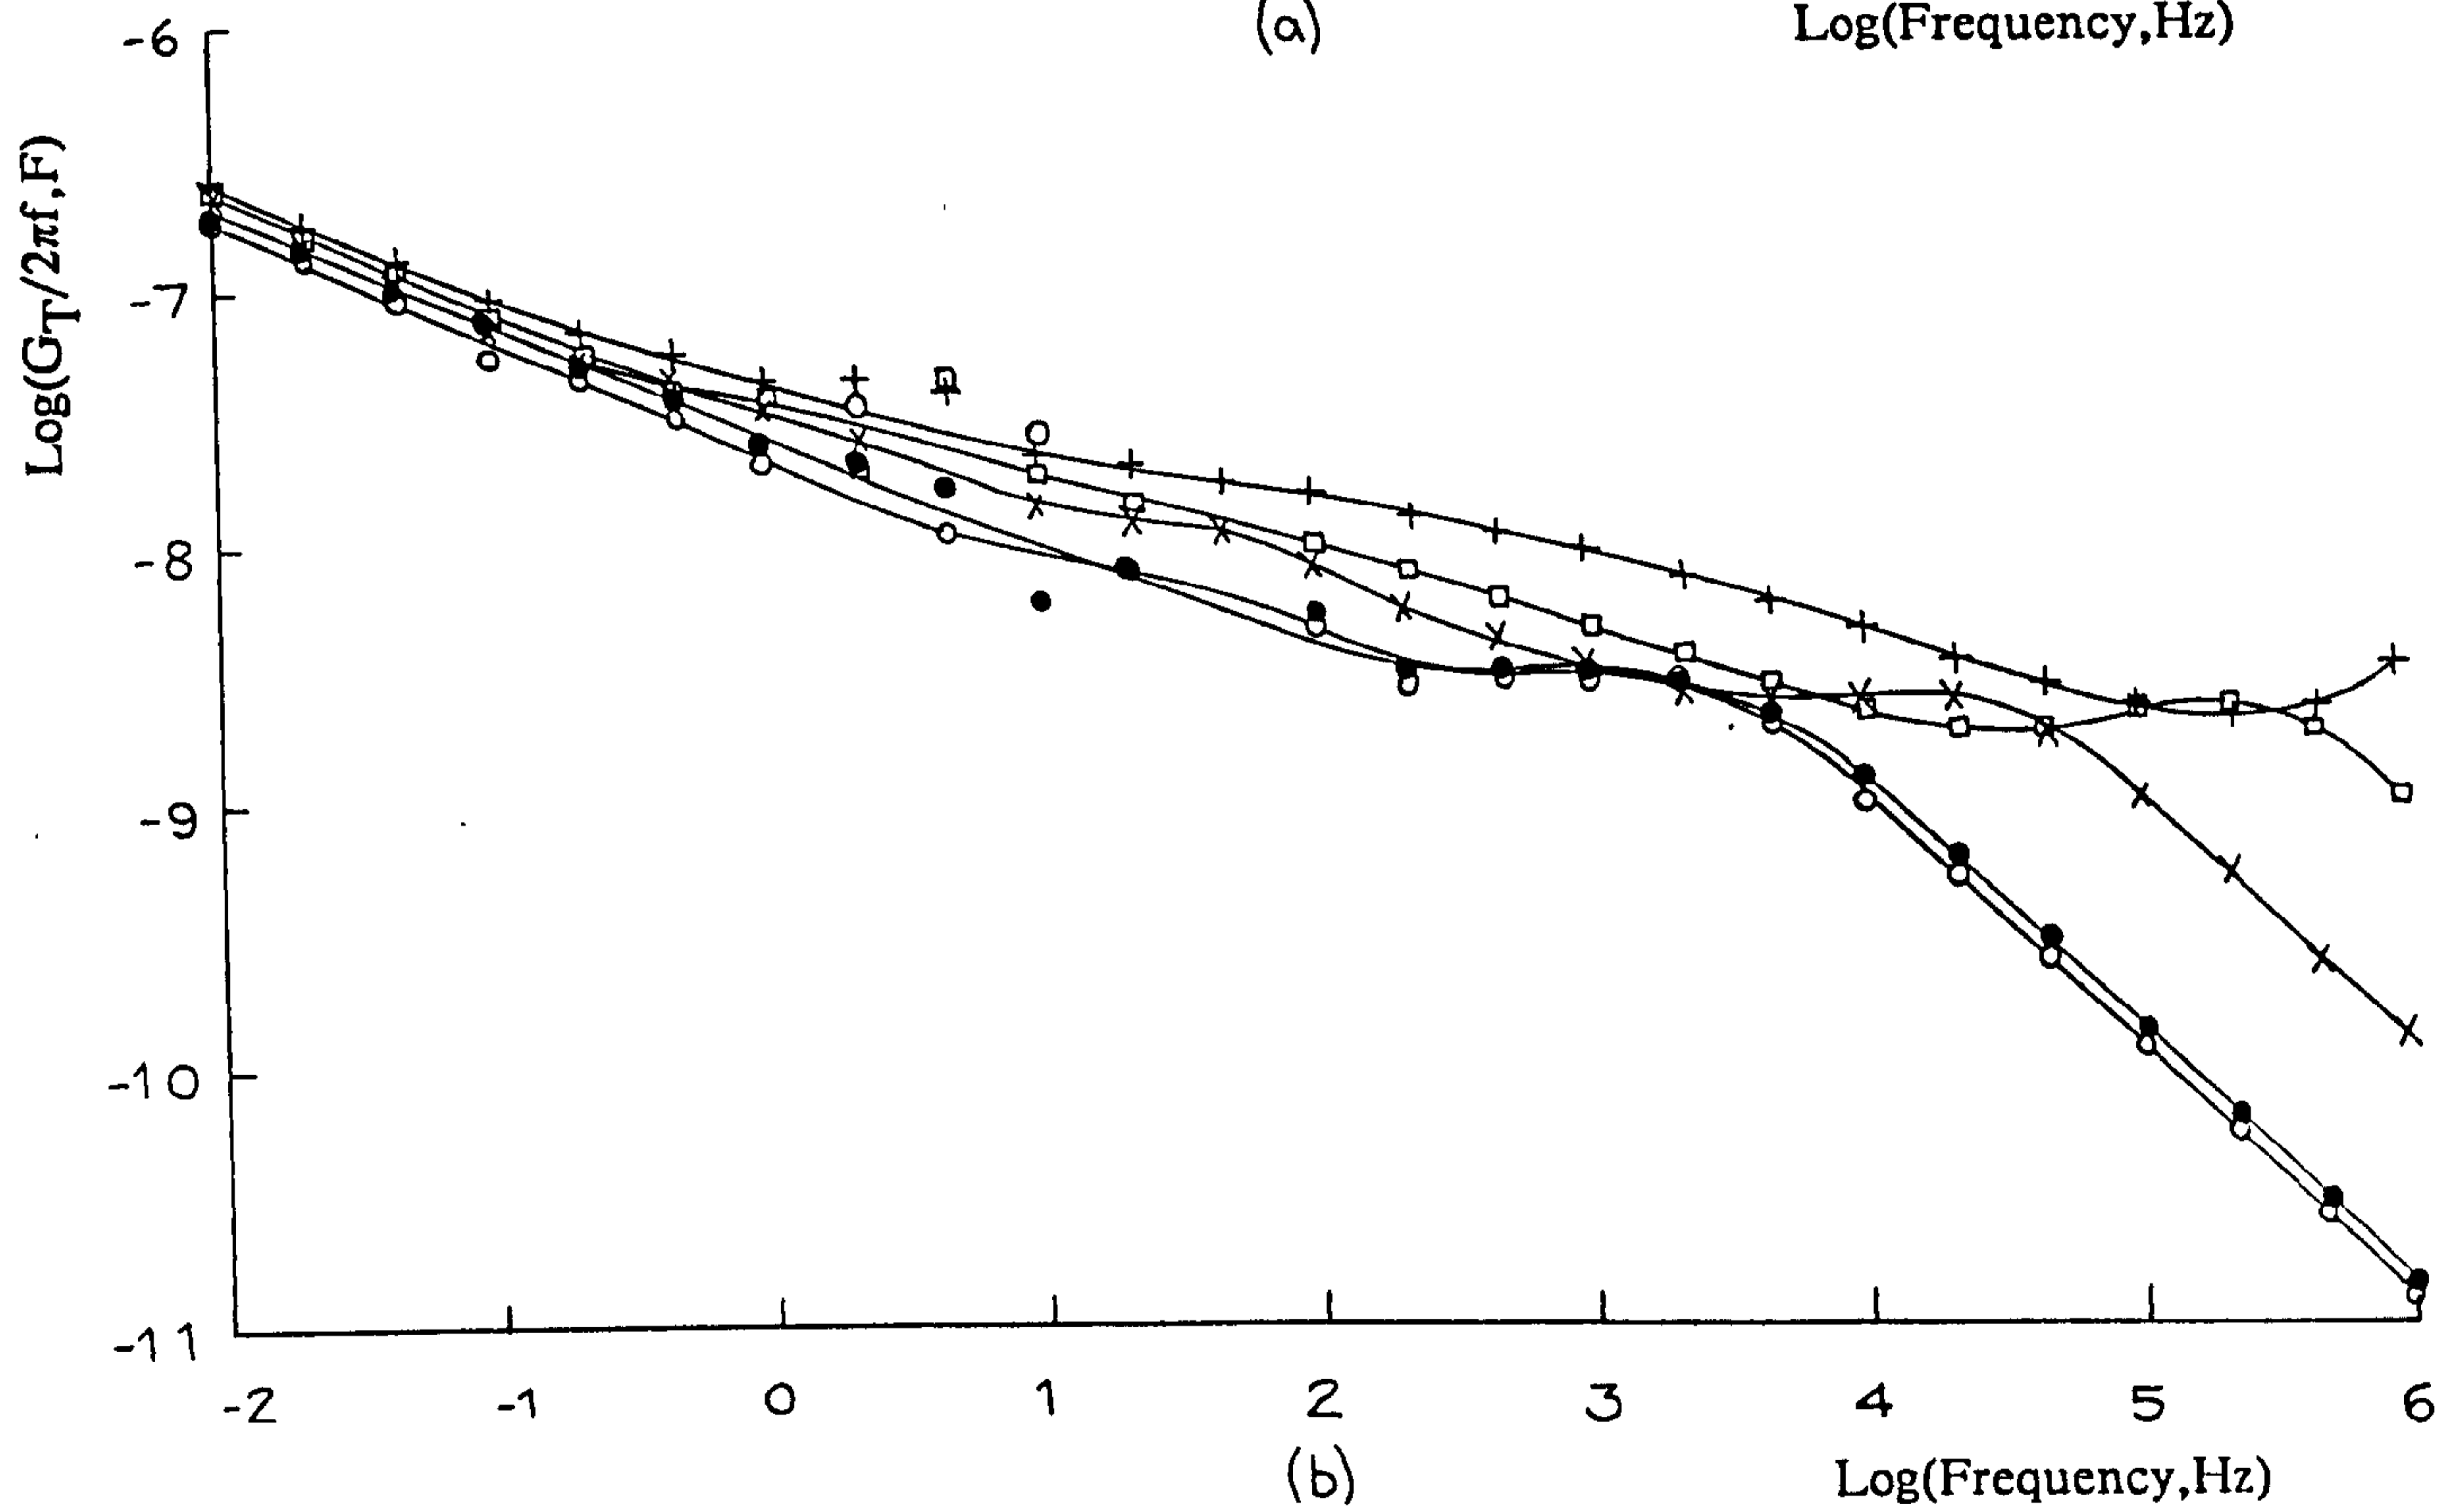 (a)
Log(Frequency,Hz)
-6
-7
-8
-9
-10
-11
Log(G_T/2πf,F)
-2 -1 0 1 2 3 4 5 6
(b)
Log(Frequency,Hz)